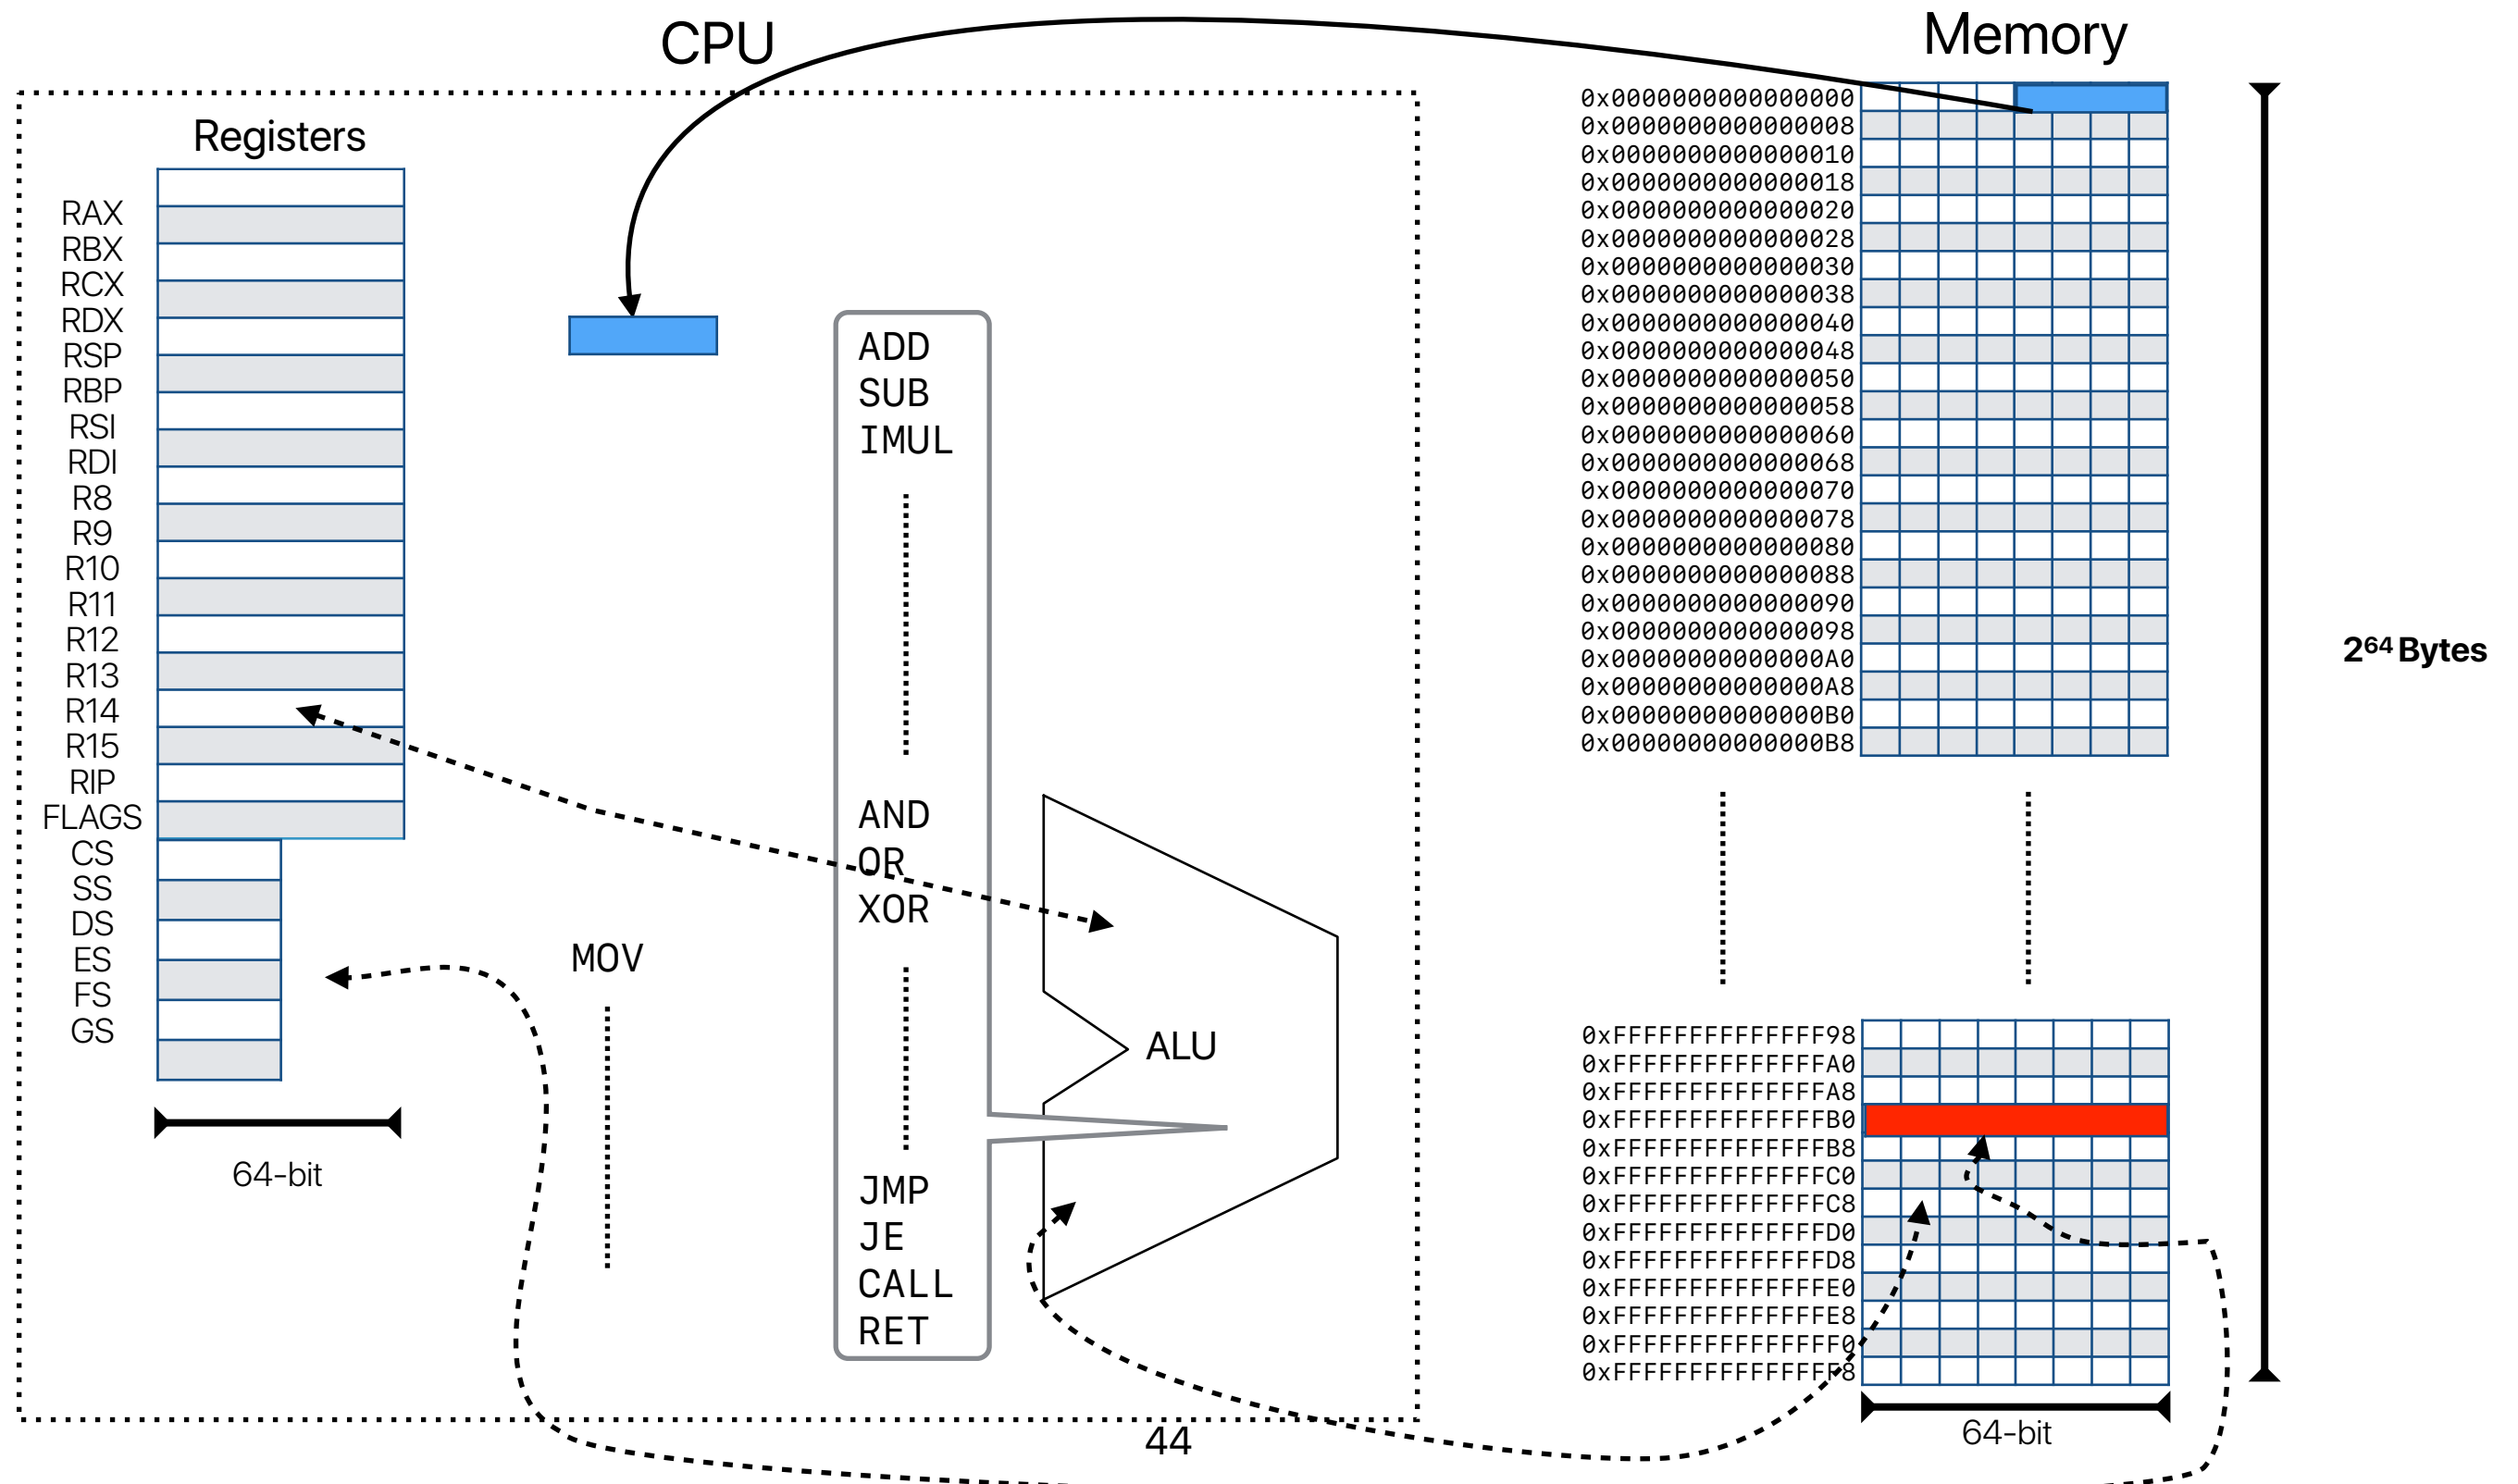 CPU
Memory
Registers
RAX
RBX
RCX
RDX
RSP
RBP
RSI
RDI
R8
R9
R10
R11
R12
R13
R14
R15
RIP
FLAGS
CS
SS
DS
ES
FS
GS
64-bit
MOV
ADD
SUB
IMUL
AND
OR
XOR
JMP
JE
CALL
RET
ALU
0x0000000000000000
0x0000000000000008
0x0000000000000010
0x0000000000000018
0x0000000000000020
0x0000000000000028
0x0000000000000030
0x0000000000000038
0x0000000000000040
0x0000000000000048
0x0000000000000050
0x0000000000000058
0x0000000000000060
0x0000000000000068
0x0000000000000070
0x0000000000000078
0x0000000000000080
0x0000000000000088
0x0000000000000090
0x0000000000000098
0x00000000000000A0
0x00000000000000A8
0x00000000000000B0
0x00000000000000B8
0xFFFFFFFFFFFFFF98
0xFFFFFFFFFFFFFFA0
0xFFFFFFFFFFFFFFA8
0xFFFFFFFFFFFFFFB0
0xFFFFFFFFFFFFFFB8
0xFFFFFFFFFFFFFFC0
0xFFFFFFFFFFFFFFC8
0xFFFFFFFFFFFFFFD0
0xFFFFFFFFFFFFFFD8
0xFFFFFFFFFFFFFFE0
0xFFFFFFFFFFFFFFE8
0xFFFFFFFFFFFFFFF0
0xFFFFFFFFFFFFFFF8
64-bit
2⁶⁴ Bytes
44